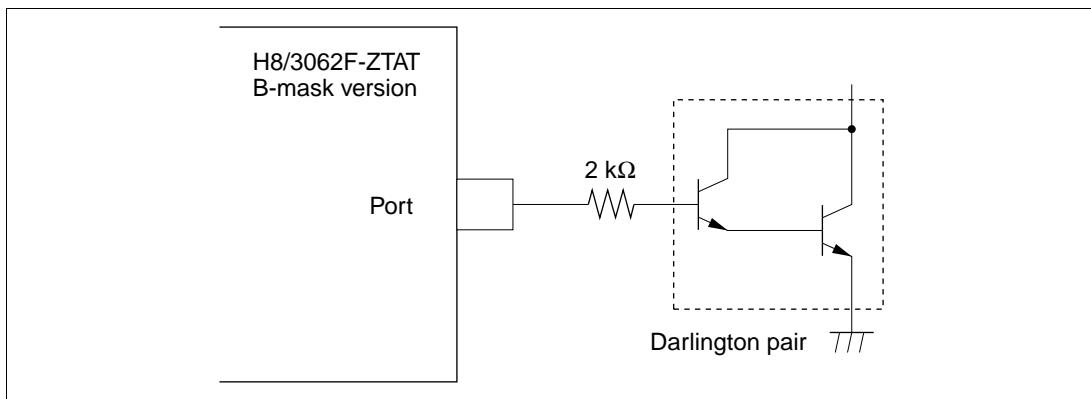 H8/3062F-ZTAT
B-mask version
2 kΩ
Port
Darlington pair